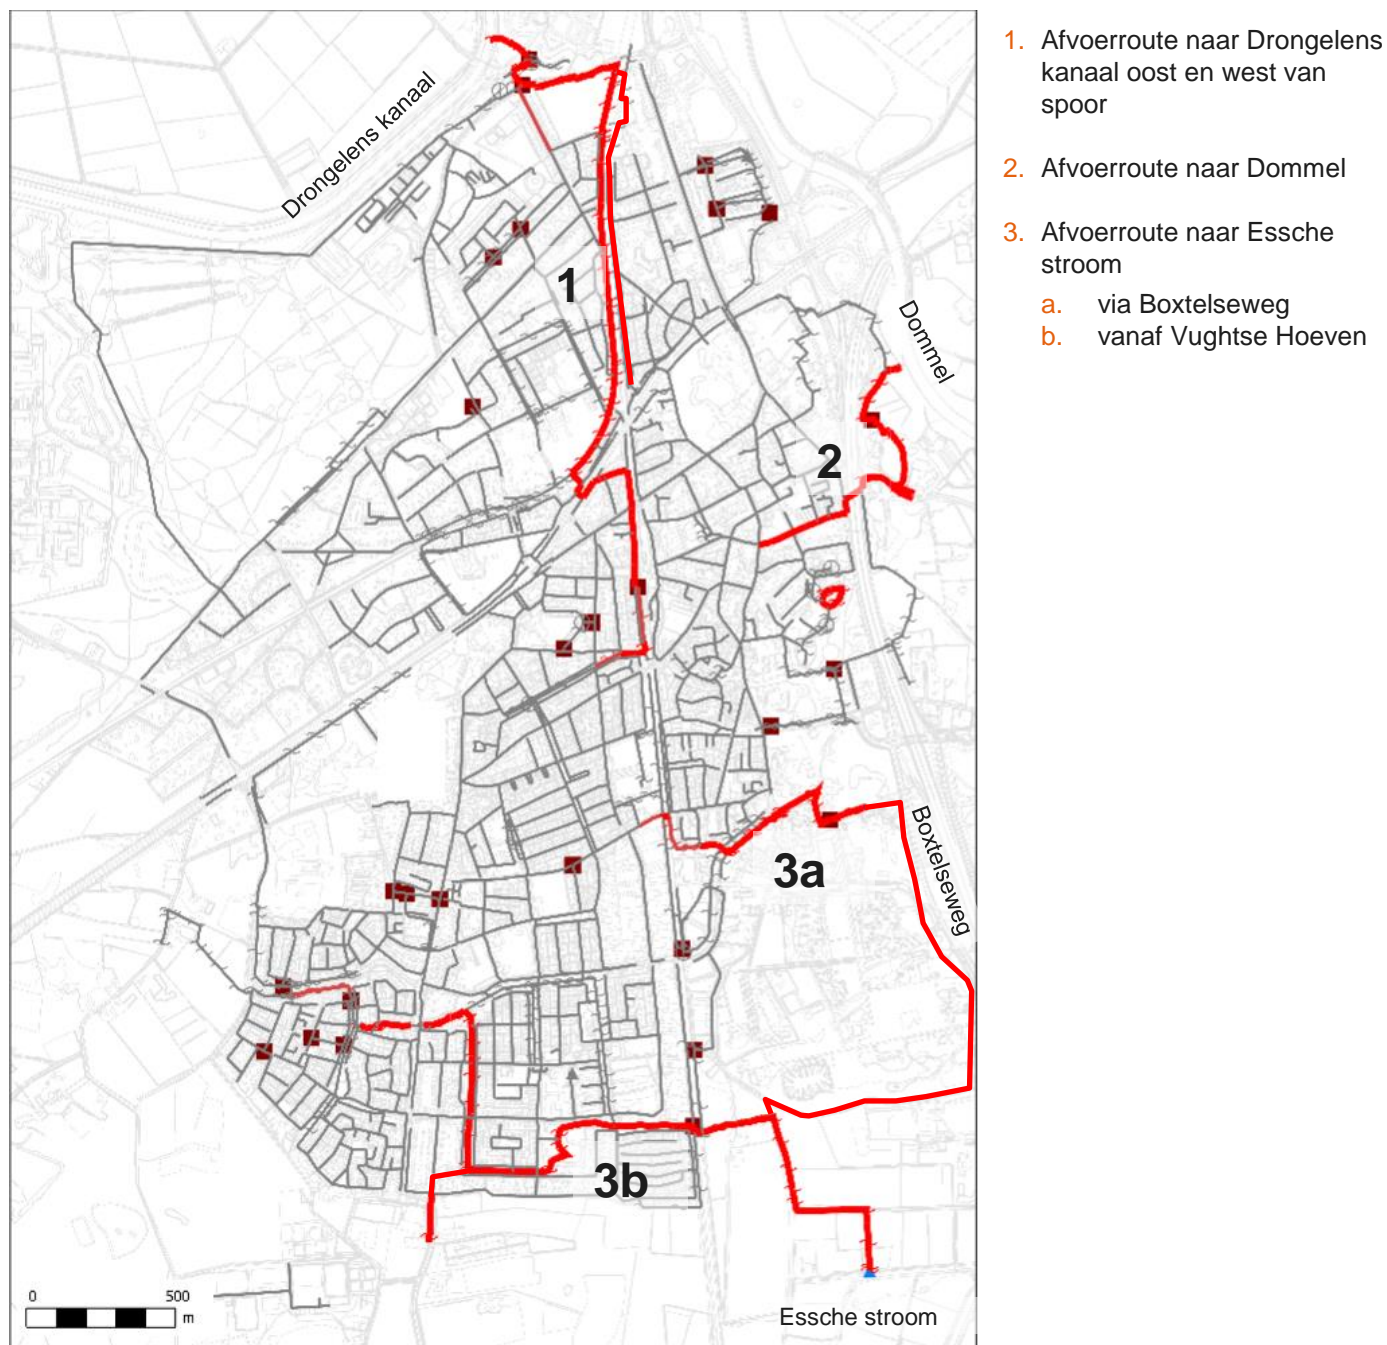 1. Afvoerroute naar Drongelens
kanaal oost en west van
spoor
2. Afvoerroute naar Dommel
3. Afvoerroute naar Essche
stroom
a. via Boxtelseweg
b. vanaf Vughtse Hoeven
Drongelens kanaal
1
Dommel
2
Boxtelseweg
3a
3b
0 500
m
Essche stroom